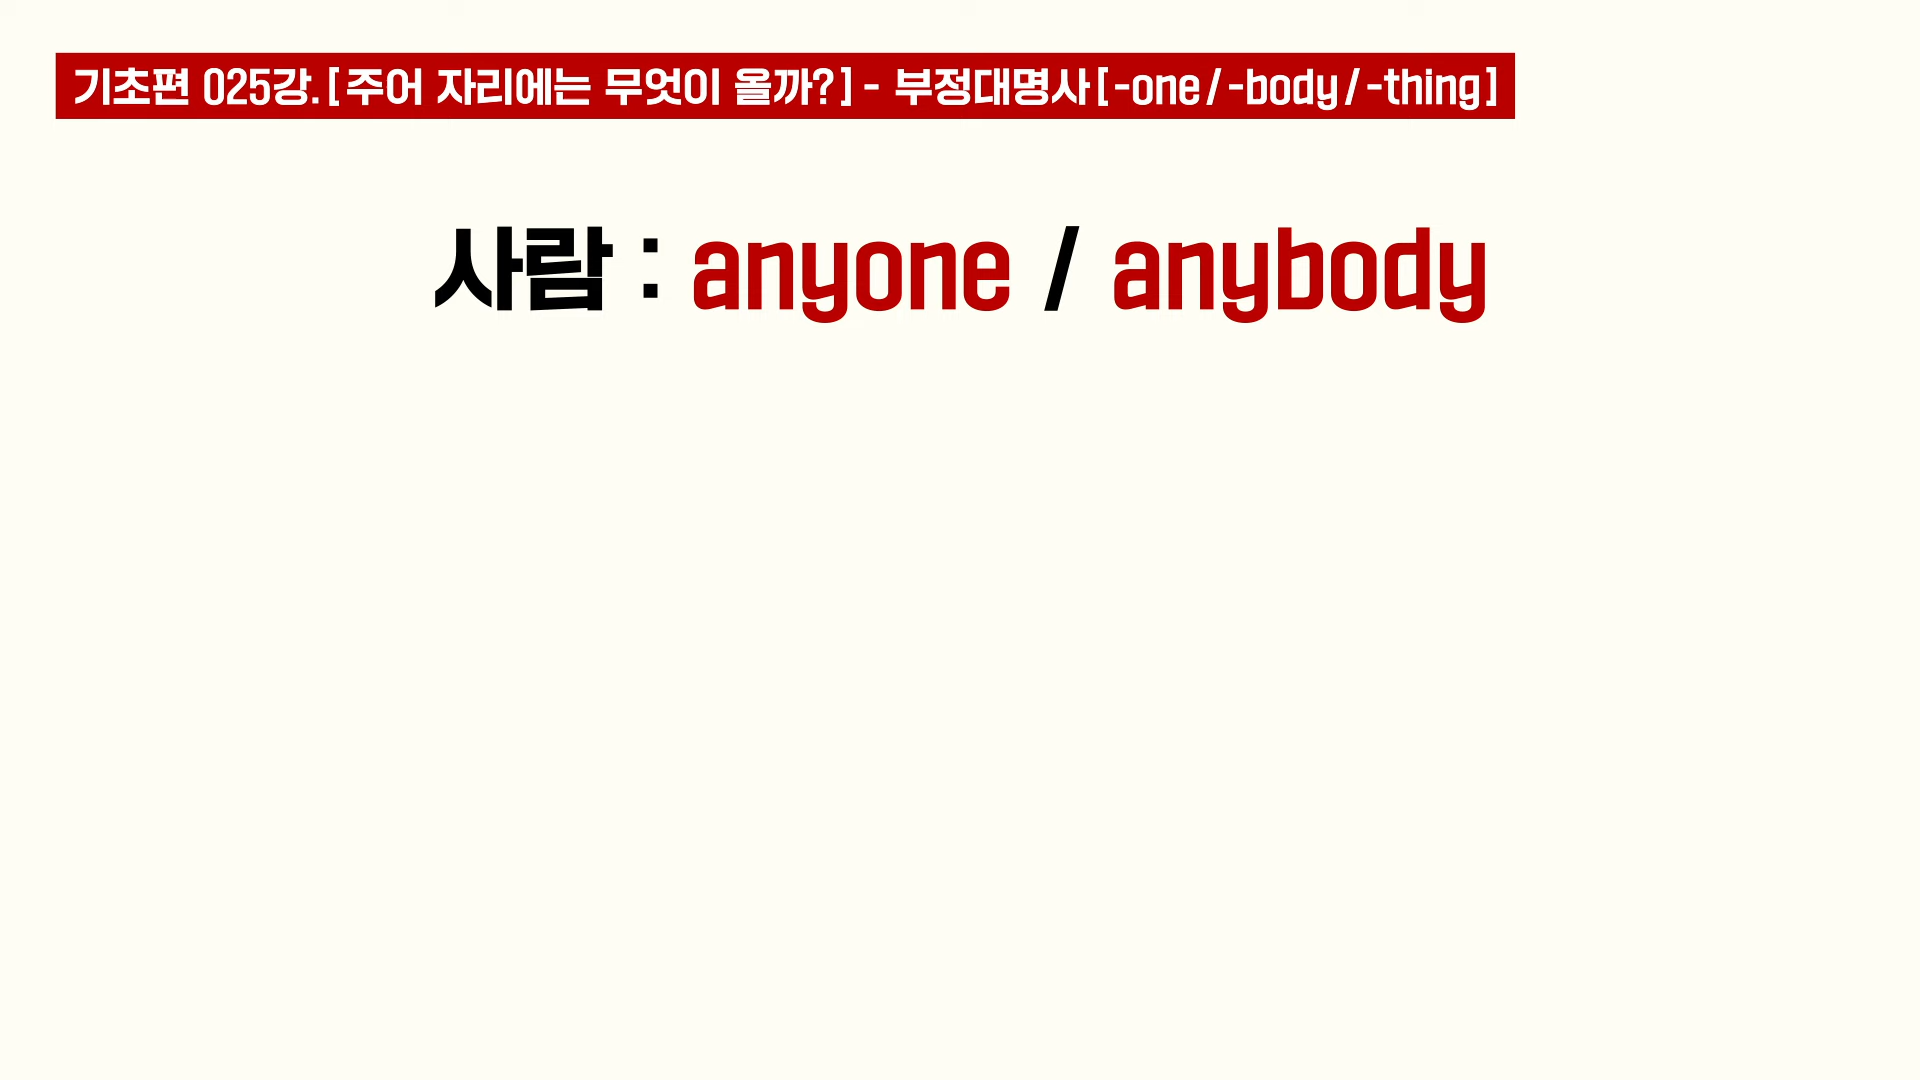 기초편 025강.[주어 자리에는 무엇이 올까?] - 부정대명사[-one/-body/-thing]
사람 : anyone / anybody